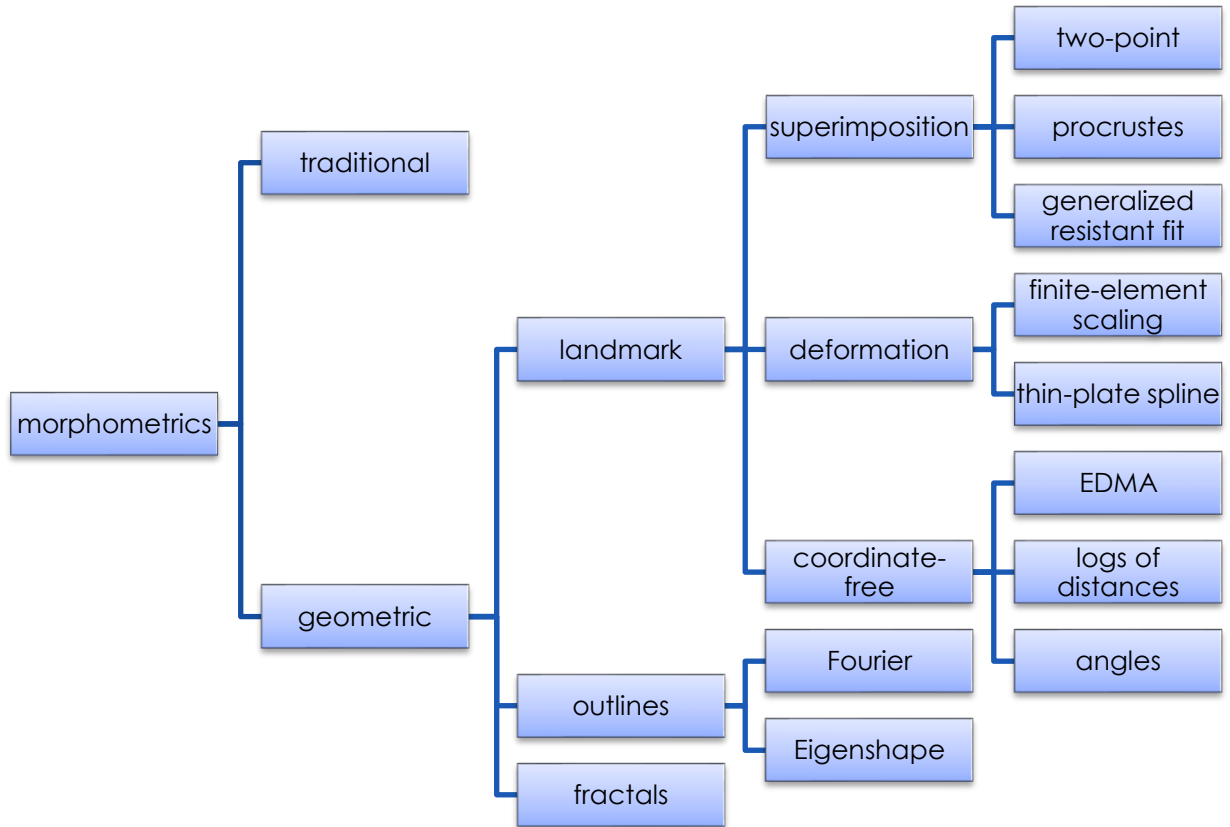 two-point
superimposition
procrustes
traditional
generalized
resistant fit
finite-element
scaling
landmark
deformation
thin-plate spline
morphometrics
EDMA
coordinate-
free
logs of
distances
geometric
Fourier
angles
outlines
Eigenshape
fractals